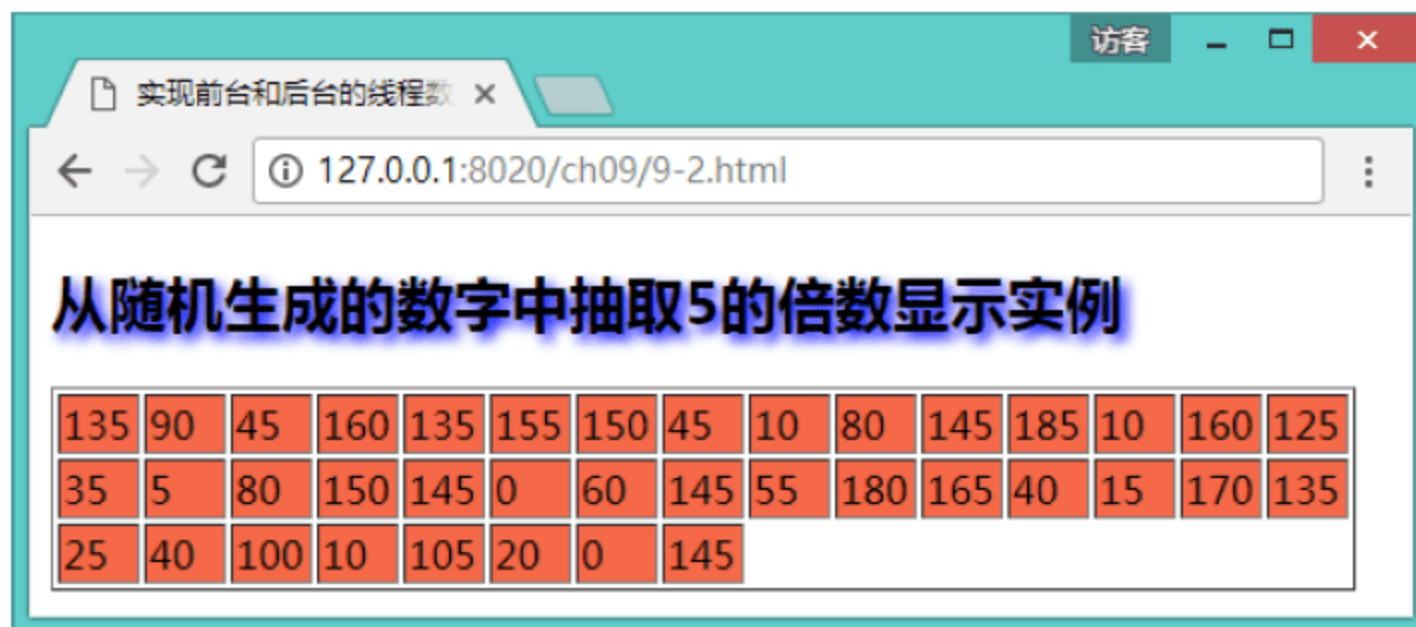 访客
实现前台和后台的线程数
127.0.0.1:8020/ch09/9-2.html
从随机生成的数字中抽取5的倍数显示实例
135 90 45 160 135 155 150 45 10 80 145 185 10 160 125
35 5 80 150 145 0 60 145 55 180 165 40 15 170 135
25 40 100 10 105 20 0 145